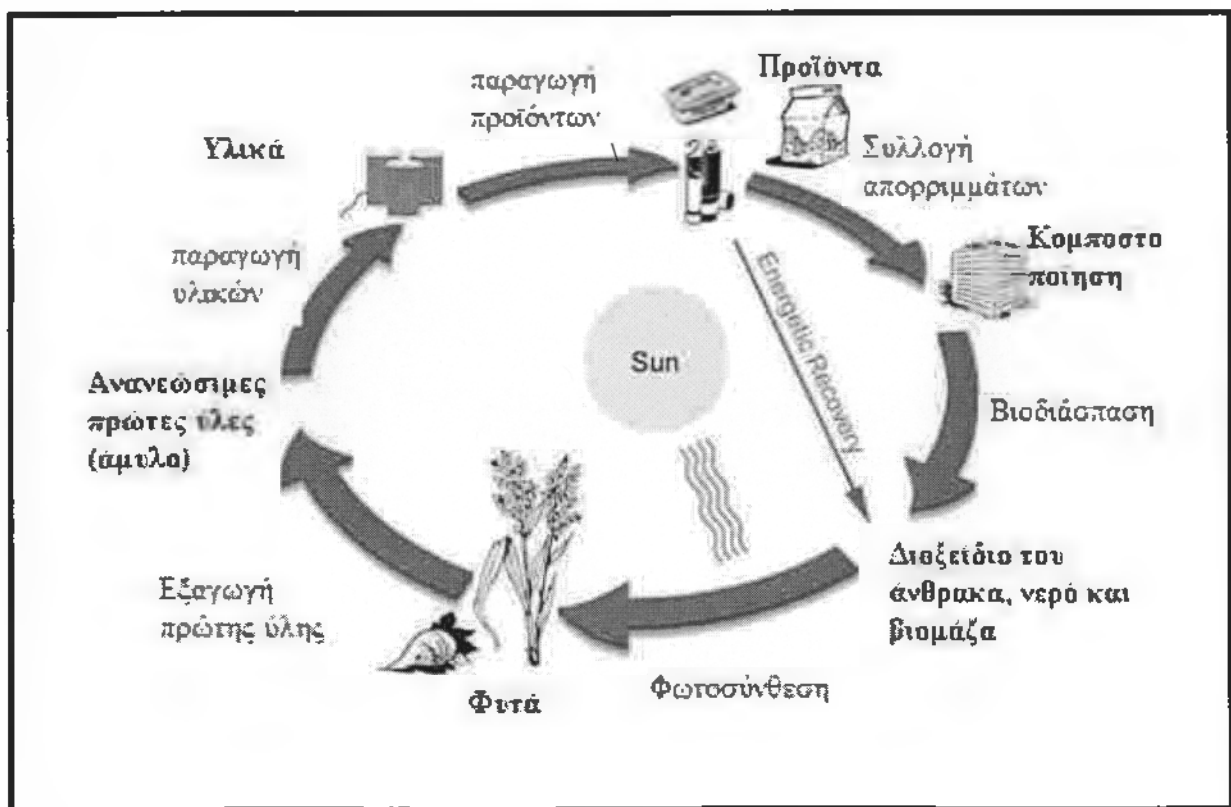 Προϊόντα
παραγωγή
προϊόντων
Υλικά
Συλλογή
απορριμμάτων
Κομποστο
ποίηση
παραγωγή
υλικών
Energetic Recovery
Sun
Ανανεώσιμες
πρώτες ύλες
(άμυλο)
Βιοδιάσπαση
Διοξείδιο του
άνθρακα, νερό και
βιομάζα
Εξαγωγή
πρώτης ύλης
Φωτοσύνθεση
Φυτά